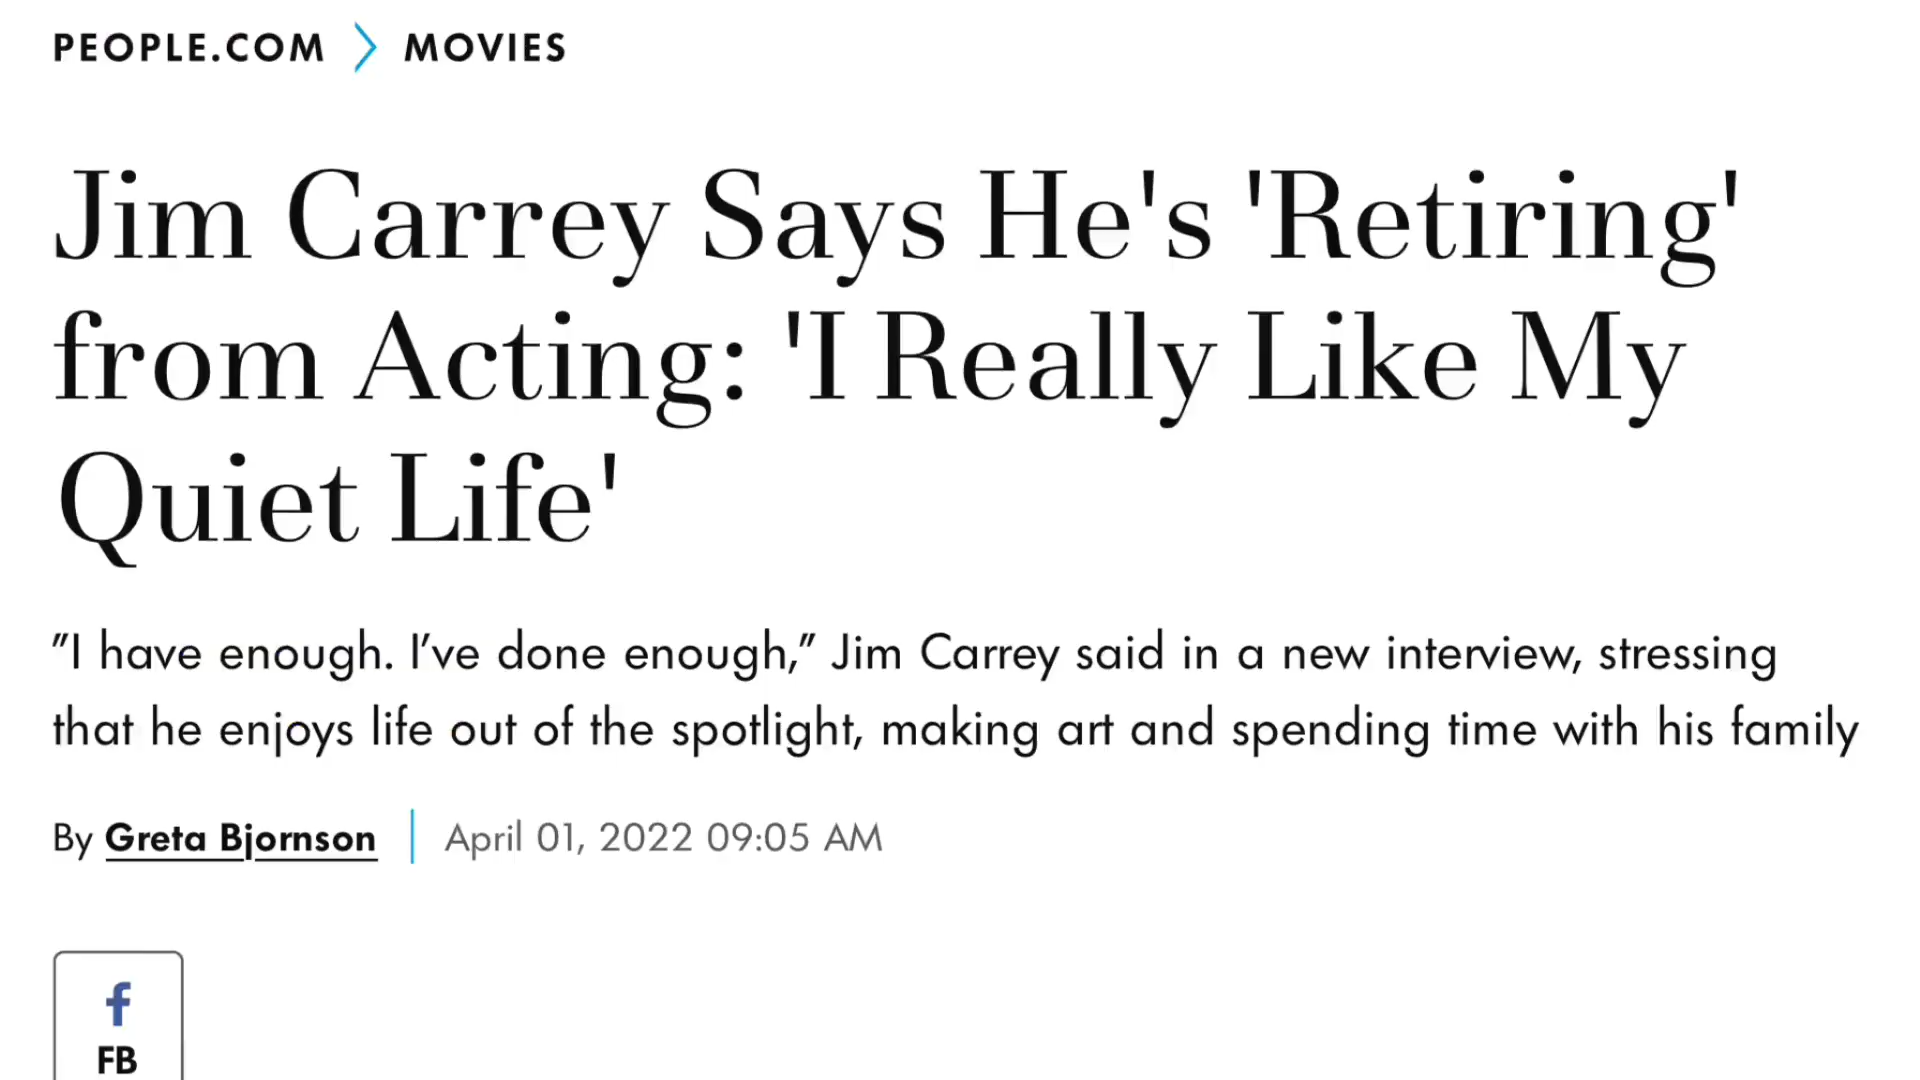 PEOPLE.COM > MOVIES
Jim Carrey Says He's 'Retiring'
from Acting: 'I Really Like My
Quiet Life'
"I have enough. I’ve done enough,” Jim Carrey said in a new interview, stressing
that he enjoys life out of the spotlight, making art and spending time with his family
By Greta Bjornson | April 01, 2022 09:05 AM
f
FB